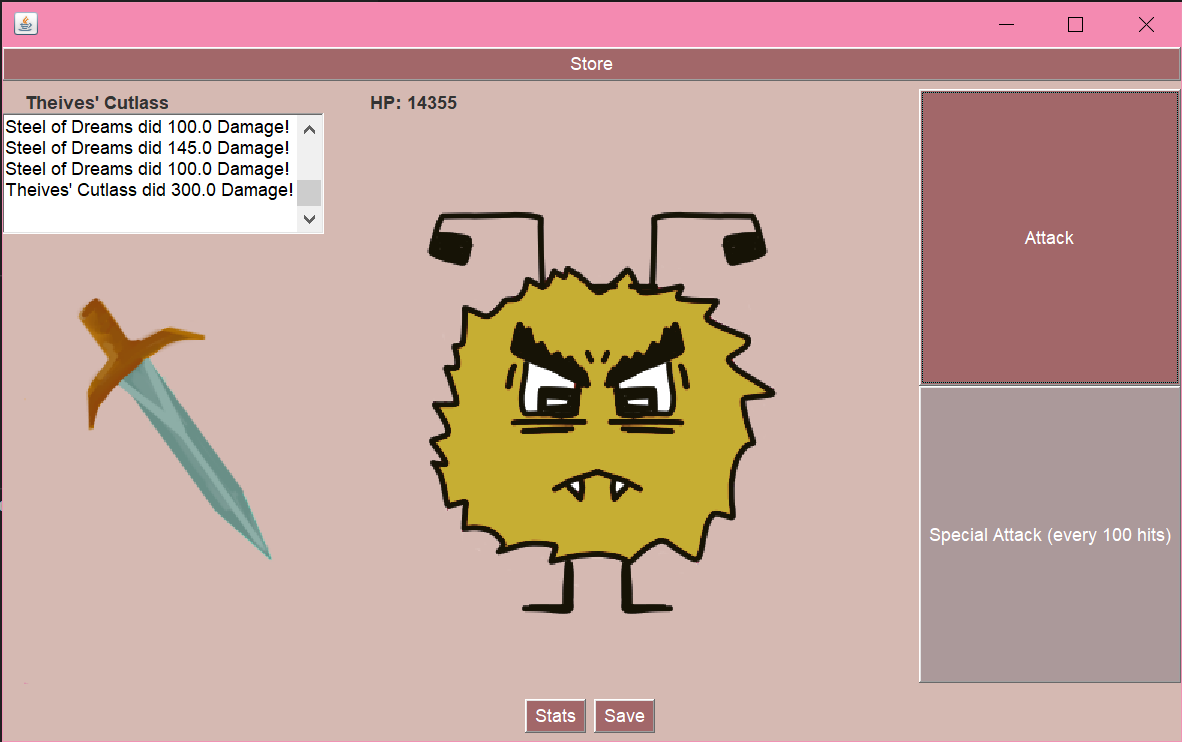 Store
Theives' Cutlass
HP: 14355
Steel of Dreams did 100.0 Damage!
Steel of Dreams did 145.0 Damage!
Steel of Dreams did 100.0 Damage!
Theives' Cutlass did 300.0 Damage!
Attack
Special Attack (every 100 hits)
Stats
Save